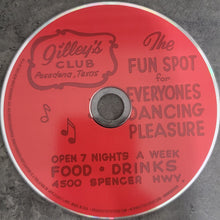 Gilley's
CLUB
Pasadena, Texas
The
FUN SPOT
for
EVERYONES
DANCING
PLEASURE
OPEN 7 NIGHTS A WEEK
FOOD * DRINKS
4500 SPENCER HWY.